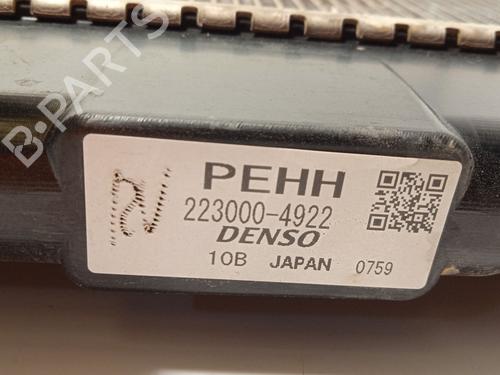 B-PARTS
PEHH
223000-4922
DENSO
10B JAPAN 0759